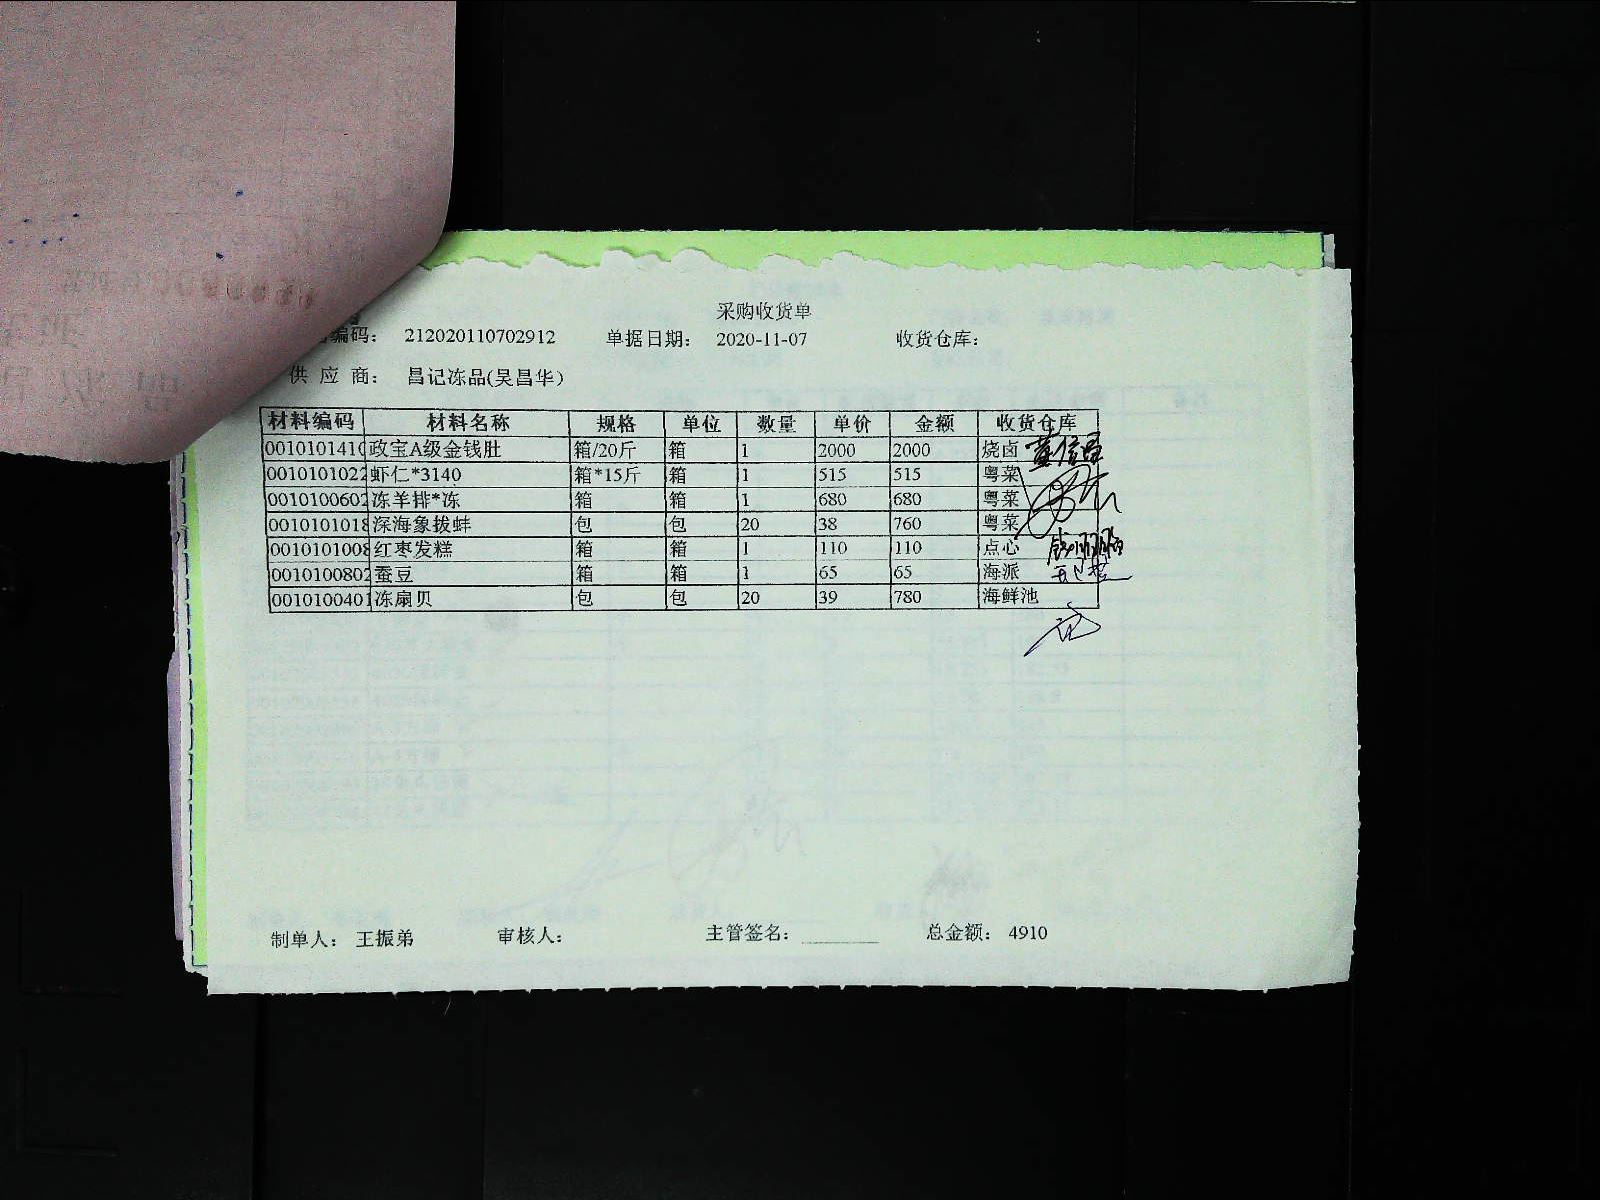 采购收货单
编码： 212020110702912 单据日期： 2020-11-07 收货仓库：
供 应 商： 昌记冻品(吴昌华)
材料编码 材料名称 规格 单位 数量 单价 金额 收货仓库
001010141 政宝A级金钱肚 箱/20斤 箱 1 2000 2000 烧卤
0010101022 虾仁*3140 箱*15斤 箱 1 515 515 粤菜
0010100602 冻羊排*冻 箱 箱 1 680 680 粤菜
0010101018 深海象拔蚌 包 包 20 38 760 粤菜
0010101008 红枣发糕 箱 箱 1 110 110 点心
0010100802 蚕豆 箱 箱 1 65 65 海派
0010100401 冻扇贝 包 包 20 39 780 海鲜池
制单人： 王振弟 审核人： 主管签名： 总金额： 4910